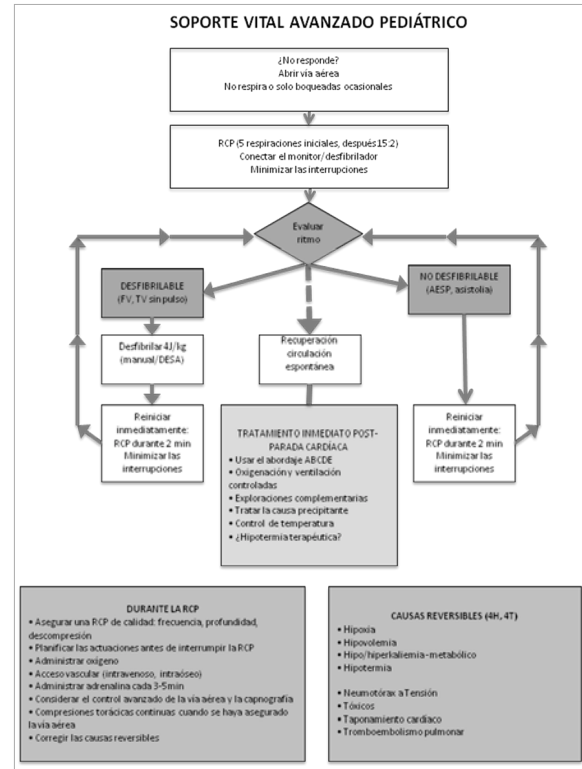 SOPORTE VITAL AVANZADO PEDIÁTRICO
¿No responde?
Abrir vía aérea
No respira o solo boqueadas ocasionales
RCP (5 respiraciones iniciales, después 15:2)
Conectar el monitor/desfibrilador
Minimizar las interrupciones
Evaluar
ritmo
DESFIBRILABLE
(FV, TV sin pulso)
NO DESFIBRILABLE
(AESP, asistolia)
Desfibrilar 4J/kg
(manual/DESA)
Recuperación
circulación
espontánea
Reiniciar
inmediatamente:
RCP durante 2 min
Minimizar las
interrupciones
TRATAMIENTO INMEDIATO POST-
PARADA CARDÍACA
• Usar el abordaje ABCDE
• Oxigenación y ventilación
controladas
• Exploraciones complementarias
• Tratar la causa precipitante
• Control de temperatura
• ¿Hipotermia terapéutica?
Reiniciar
inmediatamente:
RCP durante 2 min
Minimizar las
interrupciones
DURANTE LA RCP
• Asegurar una RCP de calidad: frecuencia, profundidad,
descompresión
• Planificar las actuaciones antes de interrumpir la RCP
• Administrar oxígeno
• Acceso vascular (intravenoso, intraóseo)
• Administrar adrenalina cada 3-5min
• Considerar el control avanzado de la vía aérea y la capnografía
• Compresiones torácicas continuas cuando se haya asegurado
la vía aérea
• Corregir las causas reversibles
CAUSAS REVERSIBLES (4H, 4T)
• Hipoxia
• Hipovolemia
• Hipo/hiperkaliemia-metabólico
• Hipotermia
• Neumotórax a Tensión
• Tóxicos
• Taponamiento cardíaco
• Tromboembolismo pulmonar